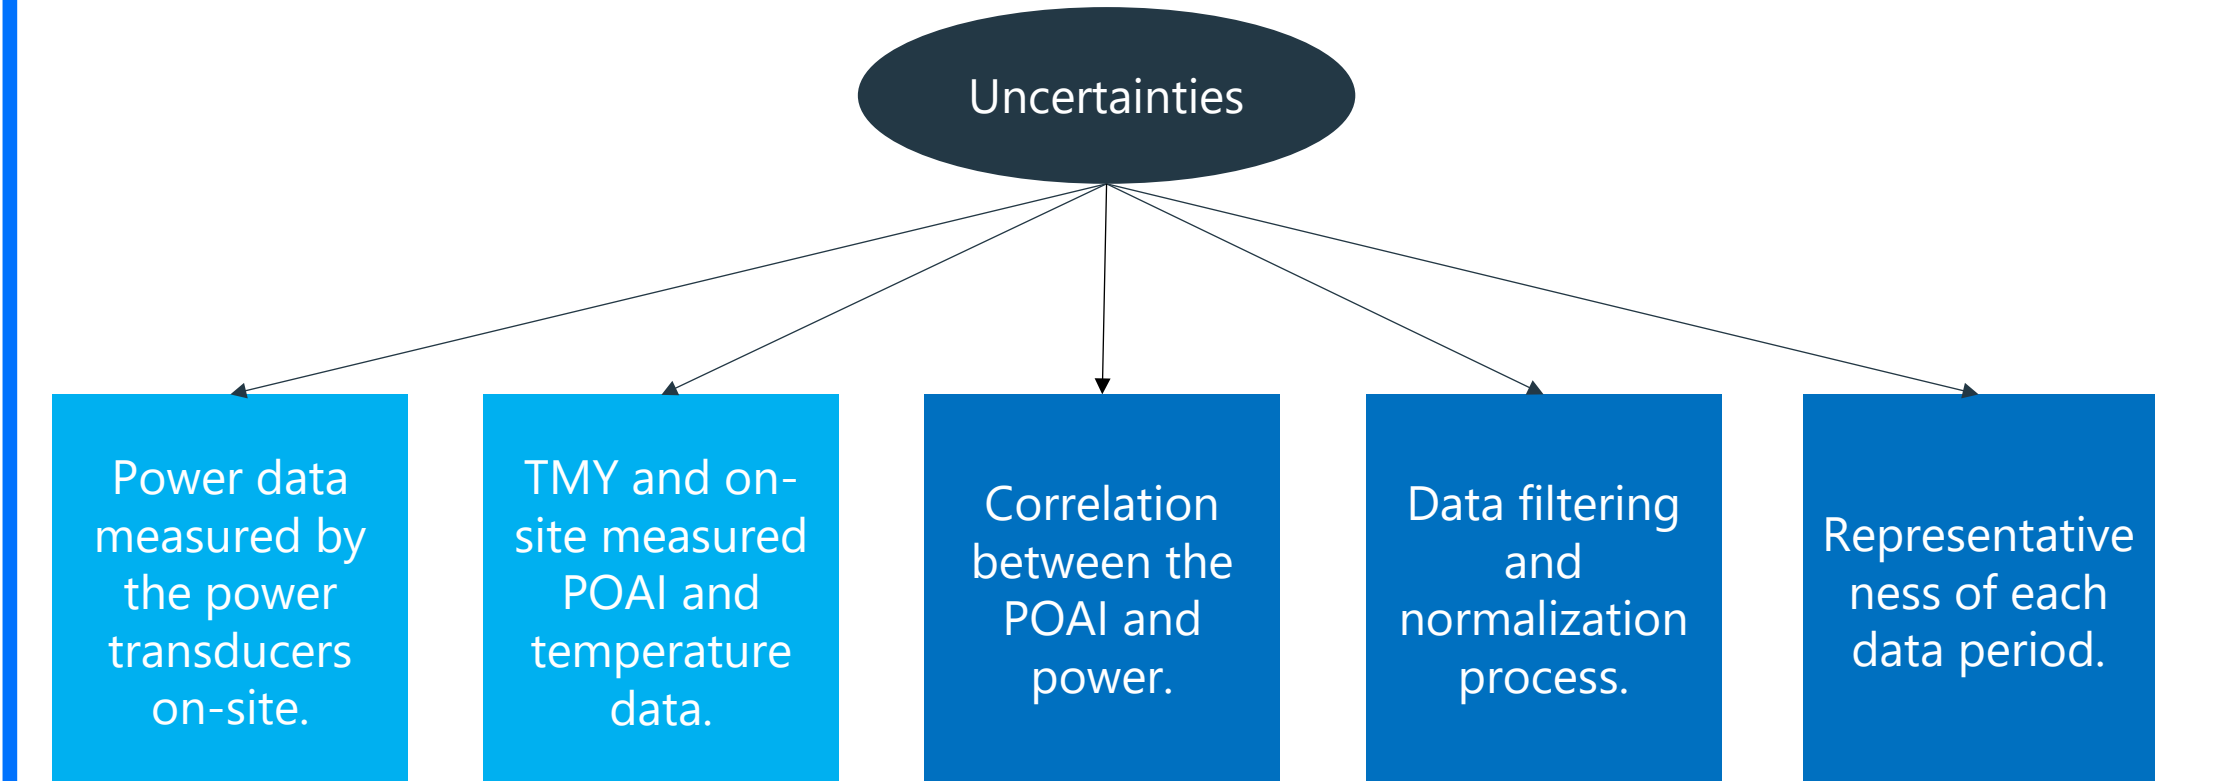 Uncertainties
Power data
measured by
the power
transducers
on-site.
TMY and on-
site measured
POAI and
temperature
data.
Correlation
between the
POAI and
power.
Data filtering
and
normalization
process.
Representative
ness of each
data period.